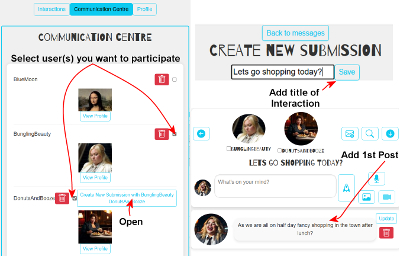 Interactions
Communication Centre
Profile
COMMUNICATION CENTRE
Select user(s) you want to participate
BlueMoon
View Profile
BunglingBeauty
View Profile
DonutsAndBooze
Create New Submission with BunglingBeauty
DonutsAndBooze
Open
View Profile
Back to messages
CREATE NEW SUBMISSION
Lets go shopping today?
Save
Add title of
Interaction
BUNGLINGBEAUTY
DONUTSANDBOOZE
LETS GO SHOPPING TODAY?
Add 1st Post
What's on your mind?
Update
As we are all on half day fancy shopping in the town after
lunch?